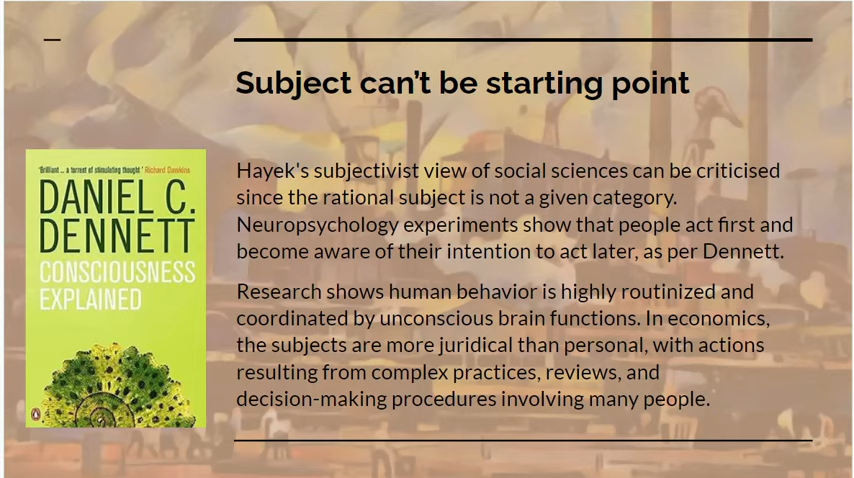 Subject can't be starting point
'Brilliant ... a torrent of stimulating thought' Richard Dawkins
DANIEL C.
DENNETT
CONSCIOUSNESS
EXPLAINED
Hayek's subjectivist view of social sciences can be criticised
since the rational subject is not a given category.
Neuropsychology experiments show that people act first and
become aware of their intention to act later, as per Dennett.
Research shows human behavior is highly routinized and
coordinated by unconscious brain functions. In economics,
the subjects are more juridical than personal, with actions
resulting from complex practices, reviews, and
decision-making procedures involving many people.